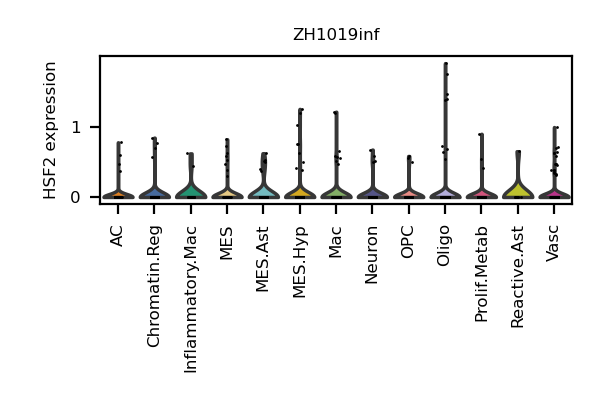 ZH1019inf
HSF2 expression
1
0
AC
Chromatin.Reg
Inflammatory.Mac
MES
MES.Ast
MES.Hyp
Mac
Neuron
OPC
Oligo
Prolif.Metab
Reactive.Ast
Vasc